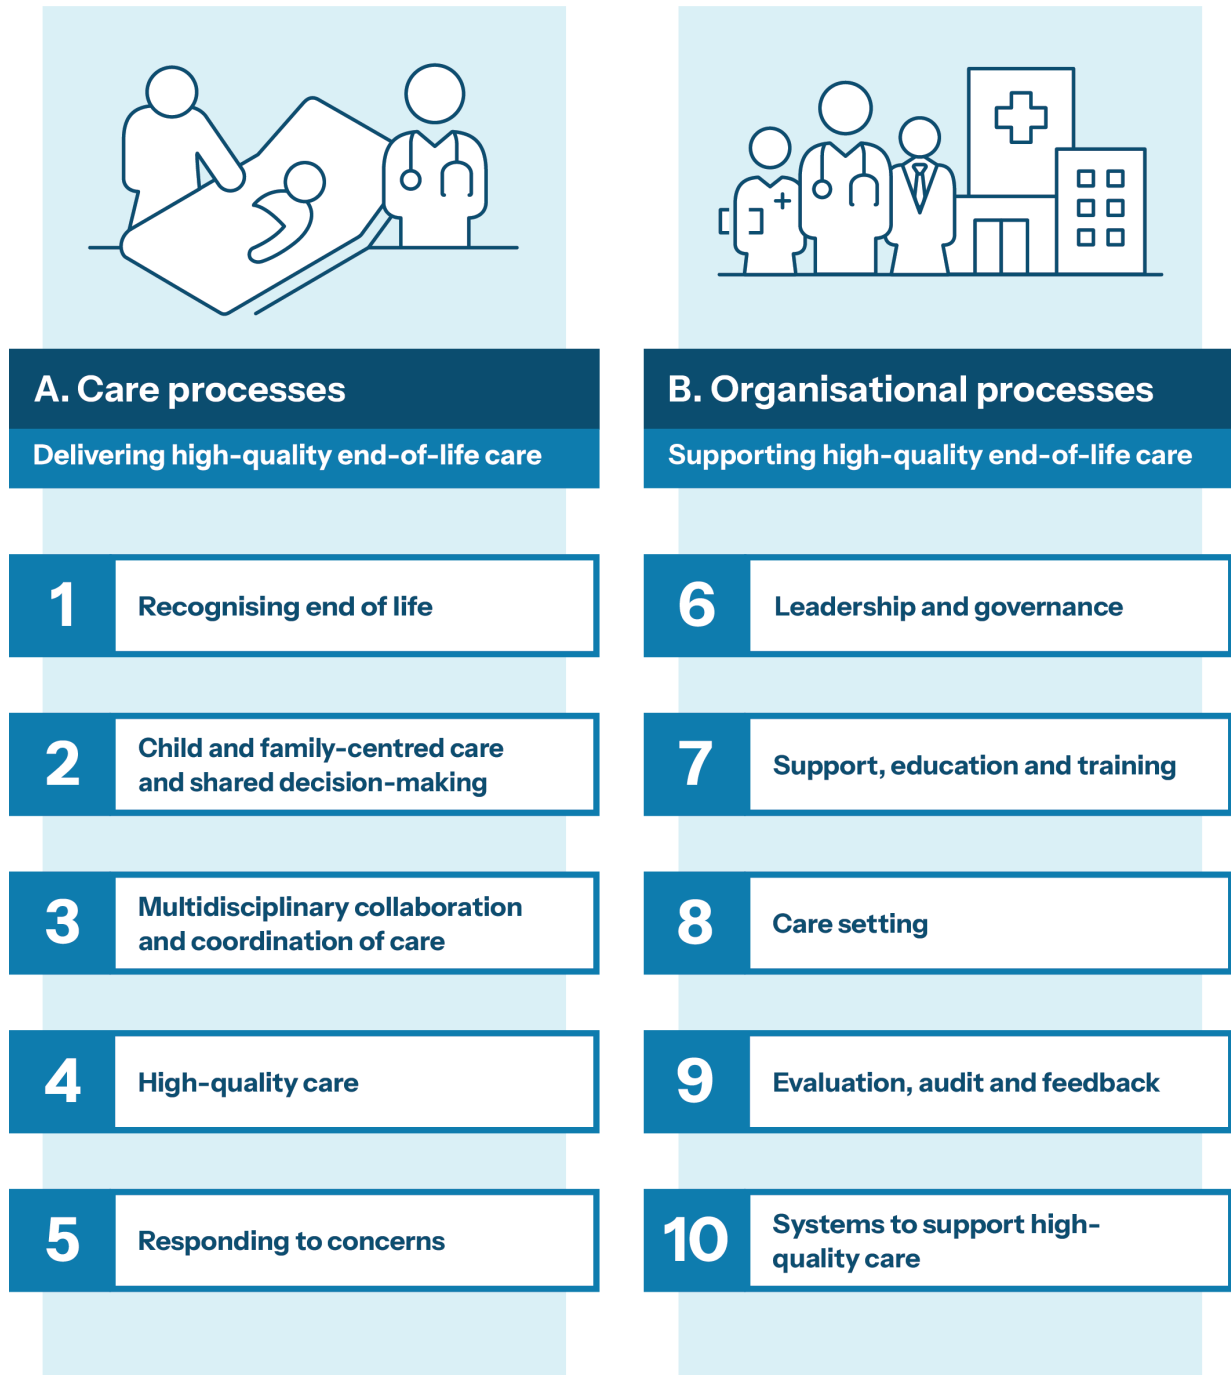 A. Care processes
Delivering high-quality end-of-life care
1
Recognising end of life
2
Child and family-centred care
and shared decision-making
3
Multidisciplinary collaboration
and coordination of care
4
High-quality care
5
Responding to concerns
B. Organisational processes
Supporting high-quality end-of-life care
6
Leadership and governance
7
Support, education and training
8
Care setting
9
Evaluation, audit and feedback
10
Systems to support high-
quality care